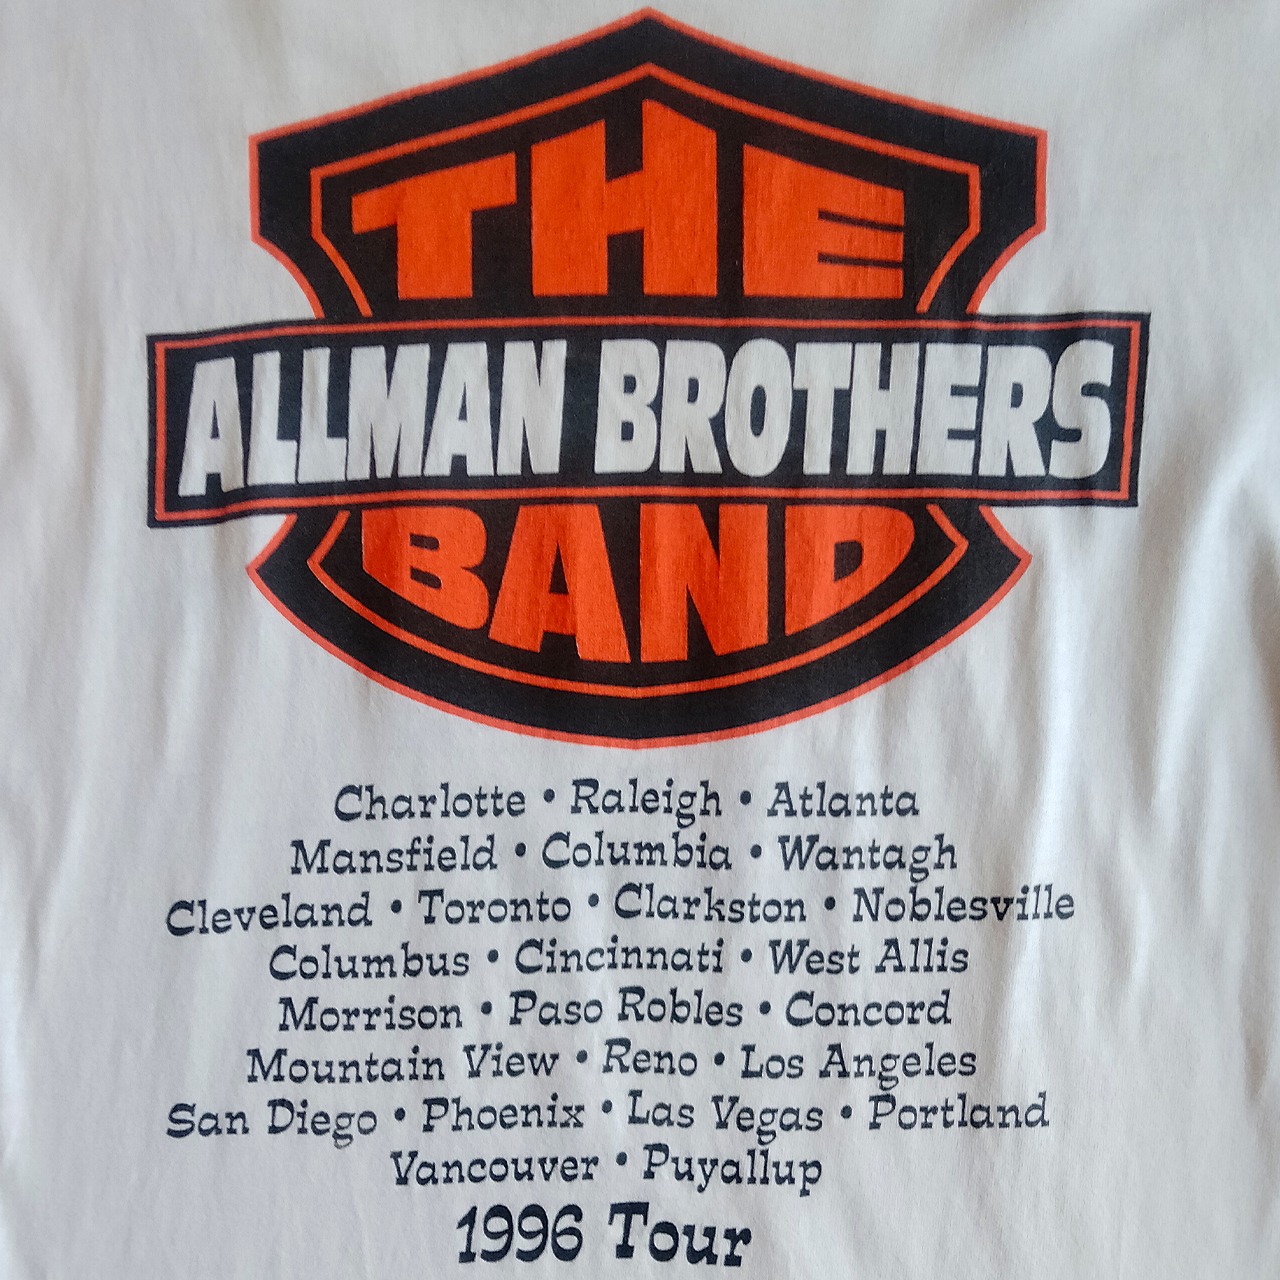 THE
ALLMAN BROTHERS
BAND
Charlotte • Raleigh • Atlanta
Mansfield • Columbia • Wantagh
Cleveland • Toronto • Clarkston • Noblesville
Columbus • Cincinnati • West Allis
Morrison • Paso Robles • Concord
Mountain View • Reno • Los Angeles
San Diego • Phoenix • Las Vegas • Portland
Vancouver • Puyallup
1996 Tour